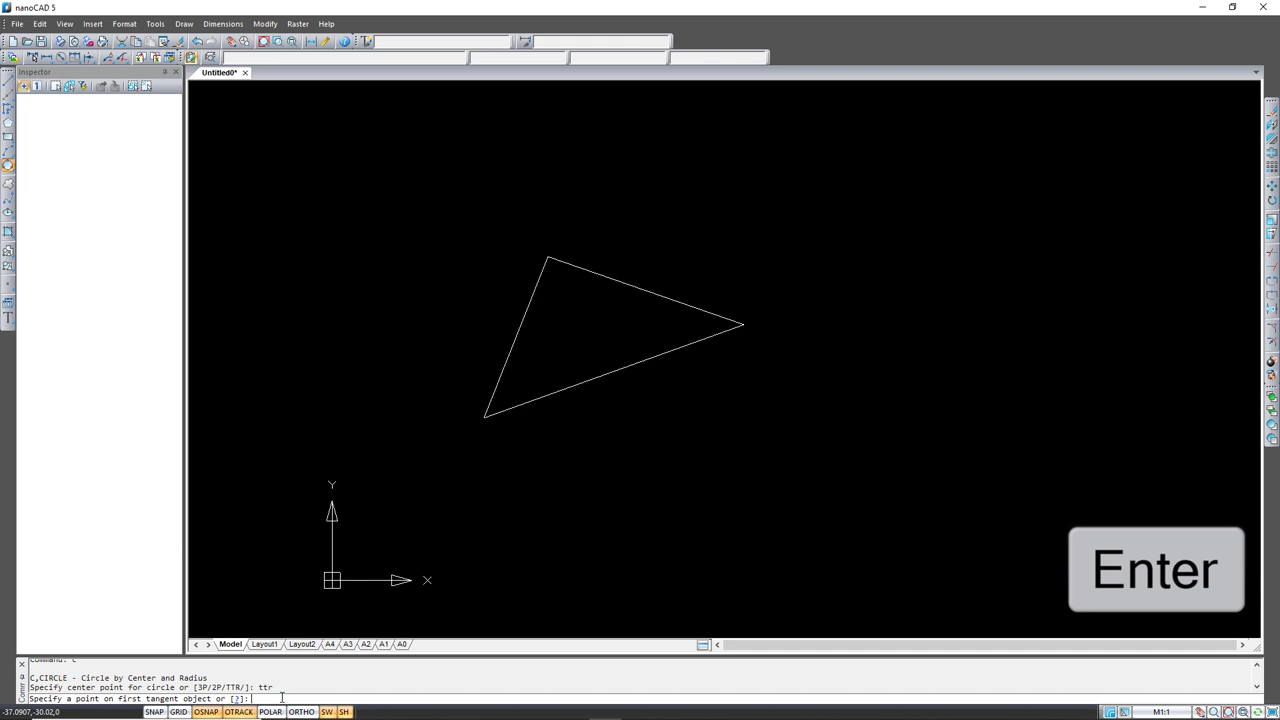 nanoCAD 5
File Edit View Insert Format Tools Draw Dimensions Modify Raster Help
Untitled0*
Inspector
Y
X
Enter
Model Layout1 Layout2 A4 A3 A2 A1 A0
Command: C
C,CIRCLE - Circle by Center and Radius
Specify center point for circle or [3P/2P/TTR/]: ttr
Specify a point on first tangent object or [?]:
Comm
-37.0907,-30.02,0 SNAP GRID OSNAP OTRACK POLAR ORTHO SW SH M1:1